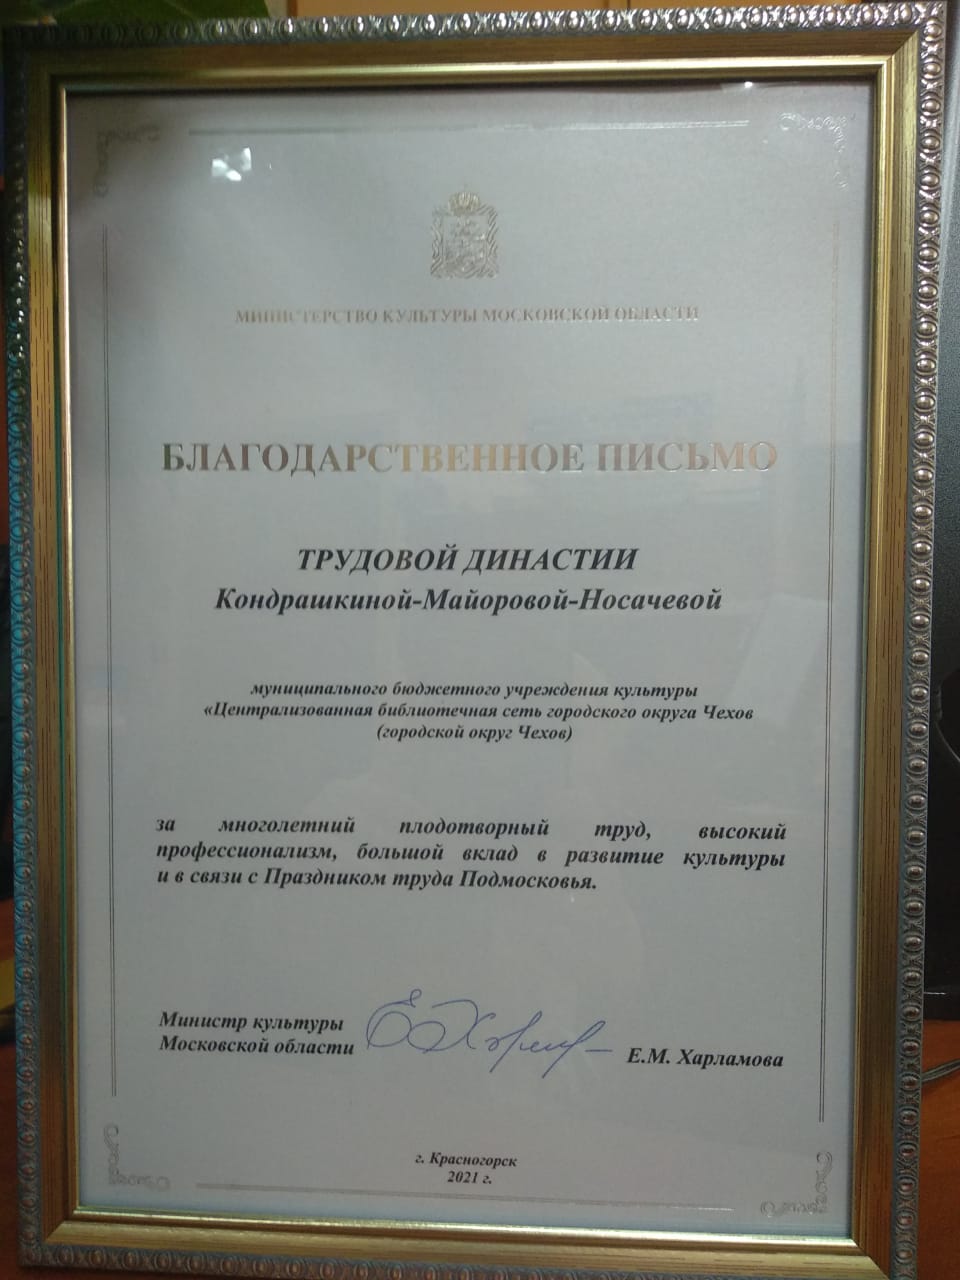 МИНИСТЕРСТВО КУЛЬТУРЫ МОСКОВСКОЙ ОБЛАСТИ
БЛАГОДАРСТВЕННОЕ ПИСЬМО
ТРУДОВОЙ ДИНАСТИИ
Кондрашкиной-Майоровой-Носачевой
муниципального бюджетного учреждения культуры
«Централизованная библиотечная сеть городского округа Чехов
(городской округ Чехов)
за многолетний плодотворный труд, высокий
профессионализм, большой вклад в развитие культуры
и в связи с Праздником труда Подмосковья.
Министр культуры
Московской области
Е.М. Харламова
г. Красногорск
2021 г.